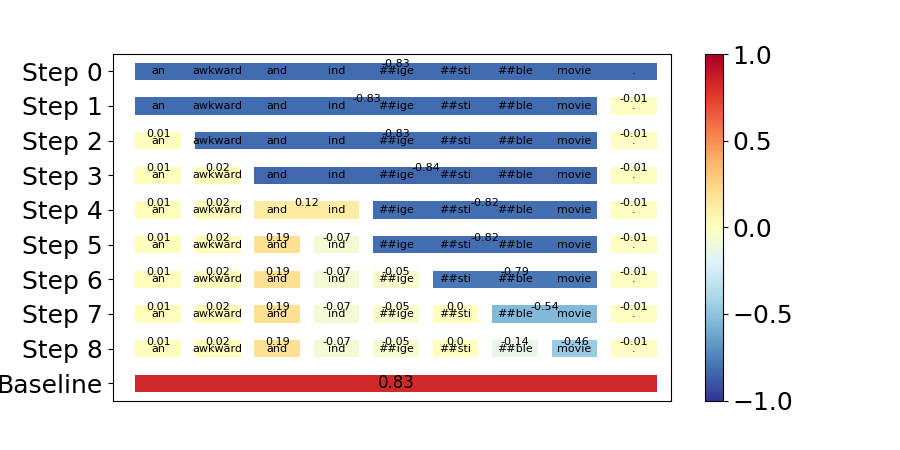 -0.83
Step 0 an awkward and ind ##ige ##sti ##ble movie . 1.0
-0.83 -0.01
Step 1 an awkward and ind ##ige ##sti ##ble movie .
0.01 -0.83 -0.01
Step 2 an awkward and ind ##ige ##sti ##ble movie . 0.5
0.01 0.02 -0.84 -0.01
Step 3 an awkward and ind ##ige ##sti ##ble movie .
0.01 0.02 0.12 -0.82 -0.01
Step 4 an awkward and ind ##ige ##sti ##ble movie . 0.0
0.01 0.02 0.19 -0.07 -0.82 -0.01
Step 5 an awkward and ind ##ige ##sti ##ble movie .
0.01 0.02 0.19 -0.07 -0.05 -0.79 -0.01
Step 6 an awkward and ind ##ige ##sti ##ble movie .
0.01 0.02 0.19 -0.07 -0.05 0.0 -0.54 -0.01
Step 7 an awkward and ind ##ige ##sti ##ble movie . −0.5
0.01 0.02 0.19 -0.07 -0.05 0.0 -0.14 -0.46 -0.01
Step 8 an awkward and ind ##ige ##sti ##ble movie .
Baseline 0.83
−1.0